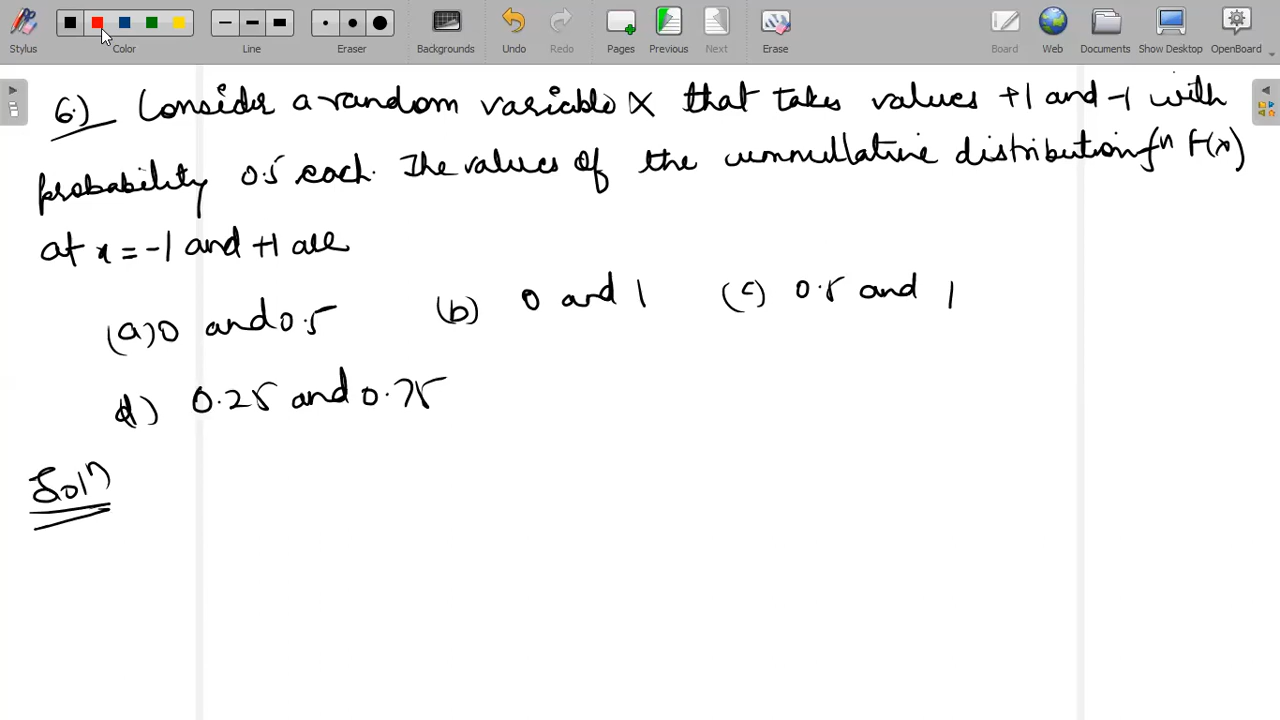 Stylus Color Line Eraser Backgrounds Undo Redo Pages Previous Next Erase Board Web Documents Show Desktop OpenBoard
6.) Consider a random variable X that takes values +1 and -1 with
probability 0.5 each. The values of the cummullative distribution fⁿ F(x)
at x = -1 and +1 are
(a) 0 and 0.5 (b) 0 and 1 (c) 0.5 and 1
d) 0.25 and 0.75
Solⁿ